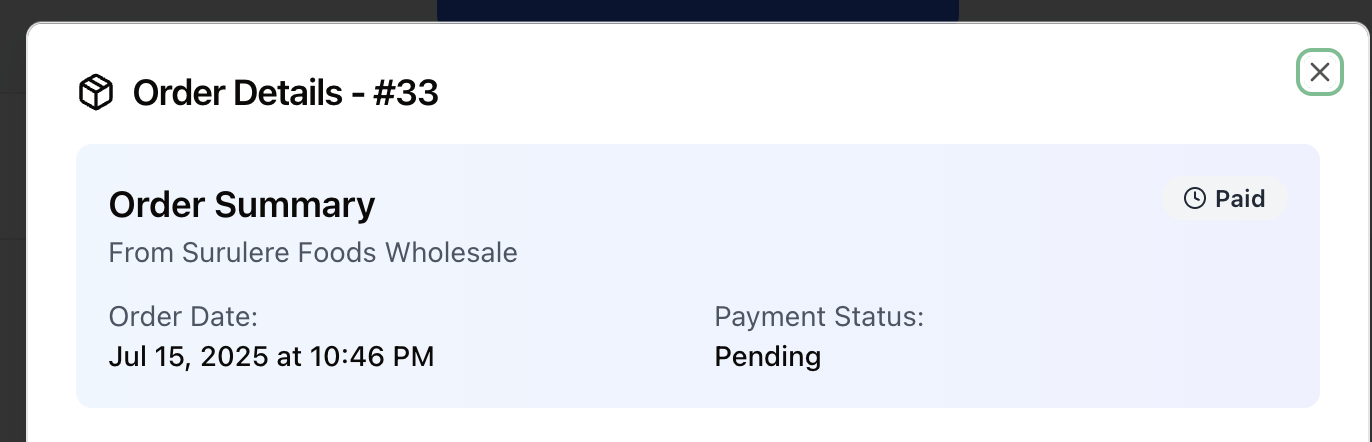 Order Details - #33
Order Summary
Paid
From Surulere Foods Wholesale
Order Date:
Jul 15, 2025 at 10:46 PM
Payment Status:
Pending